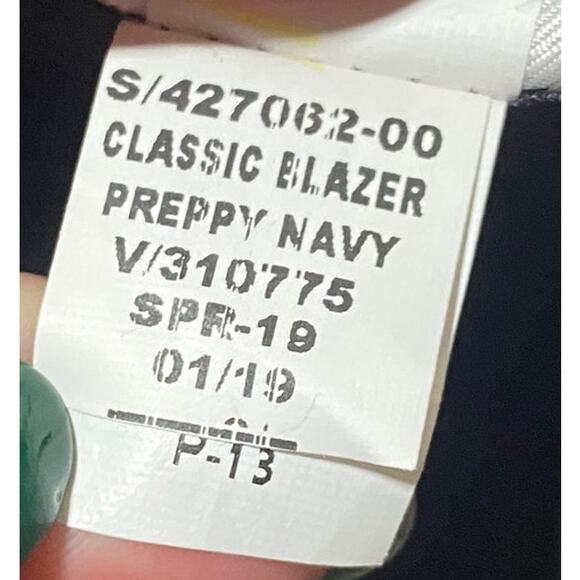 S/427062-00
CLASSIC BLAZER
PREPPY NAVY
V/310775
SPR-19
01/19
P-13